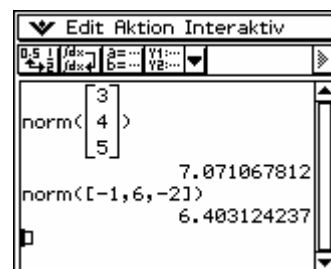 Edit Aktion Interaktiv
norm([3
4
5])
7.071067812
norm([-1,6,-2])
6.403124237